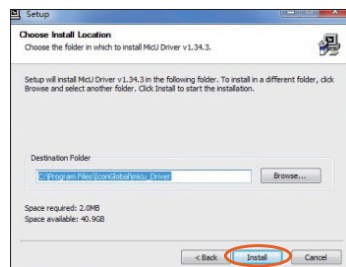 Setup
Choose Install Location
Choose the folder in which to install McU Driver v1.34.3.
Setup will install McU Driver v1.34.3 in the following folder. To install in a different folder, click
Browse and select another folder. Click Install to start the installation.
Destination Folder
C:\Program Files\IconGlobal\micu_Driver
Browse...
Space required: 2.0MB
Space available: 40.9GB
< Back
Install
Cancel